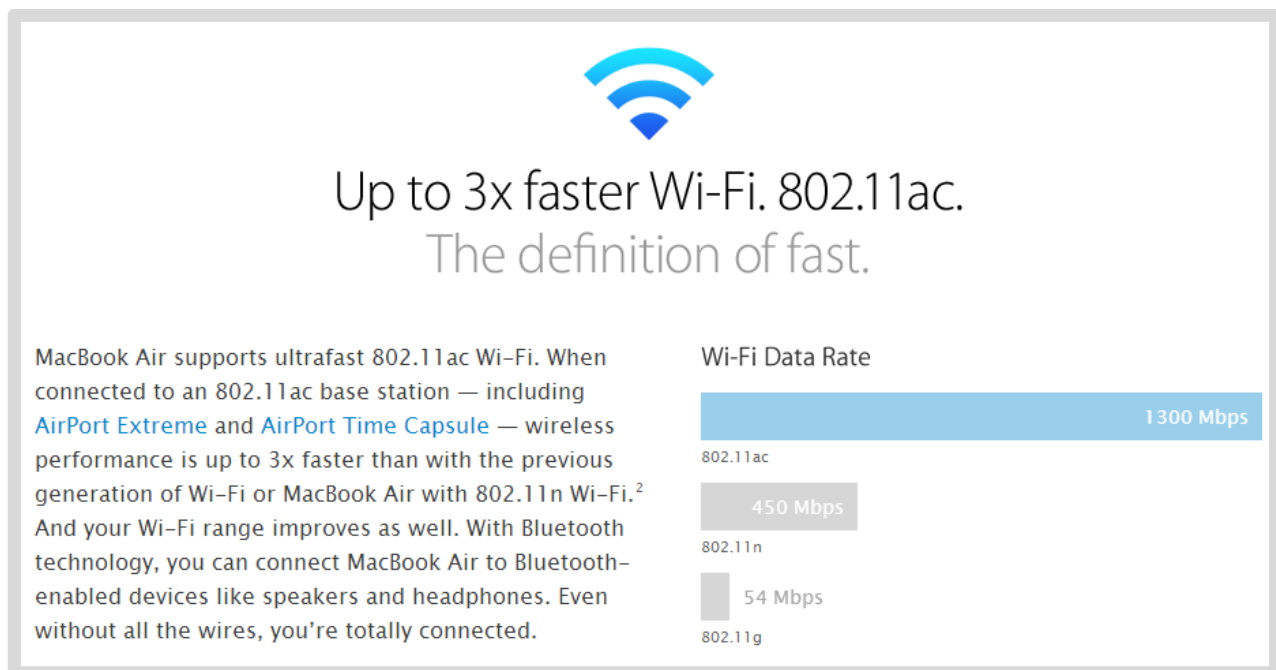 Up to 3x faster Wi-Fi. 802.11ac.
The definition of fast.
MacBook Air supports ultrafast 802.11ac Wi-Fi. When
connected to an 802.11ac base station — including
AirPort Extreme and AirPort Time Capsule — wireless
performance is up to 3x faster than with the previous
generation of Wi-Fi or MacBook Air with 802.11n Wi-Fi.²
And your Wi-Fi range improves as well. With Bluetooth
technology, you can connect MacBook Air to Bluetooth-
enabled devices like speakers and headphones. Even
without all the wires, you’re totally connected.
Wi-Fi Data Rate
1300 Mbps
802.11ac
450 Mbps
802.11n
54 Mbps
802.11g